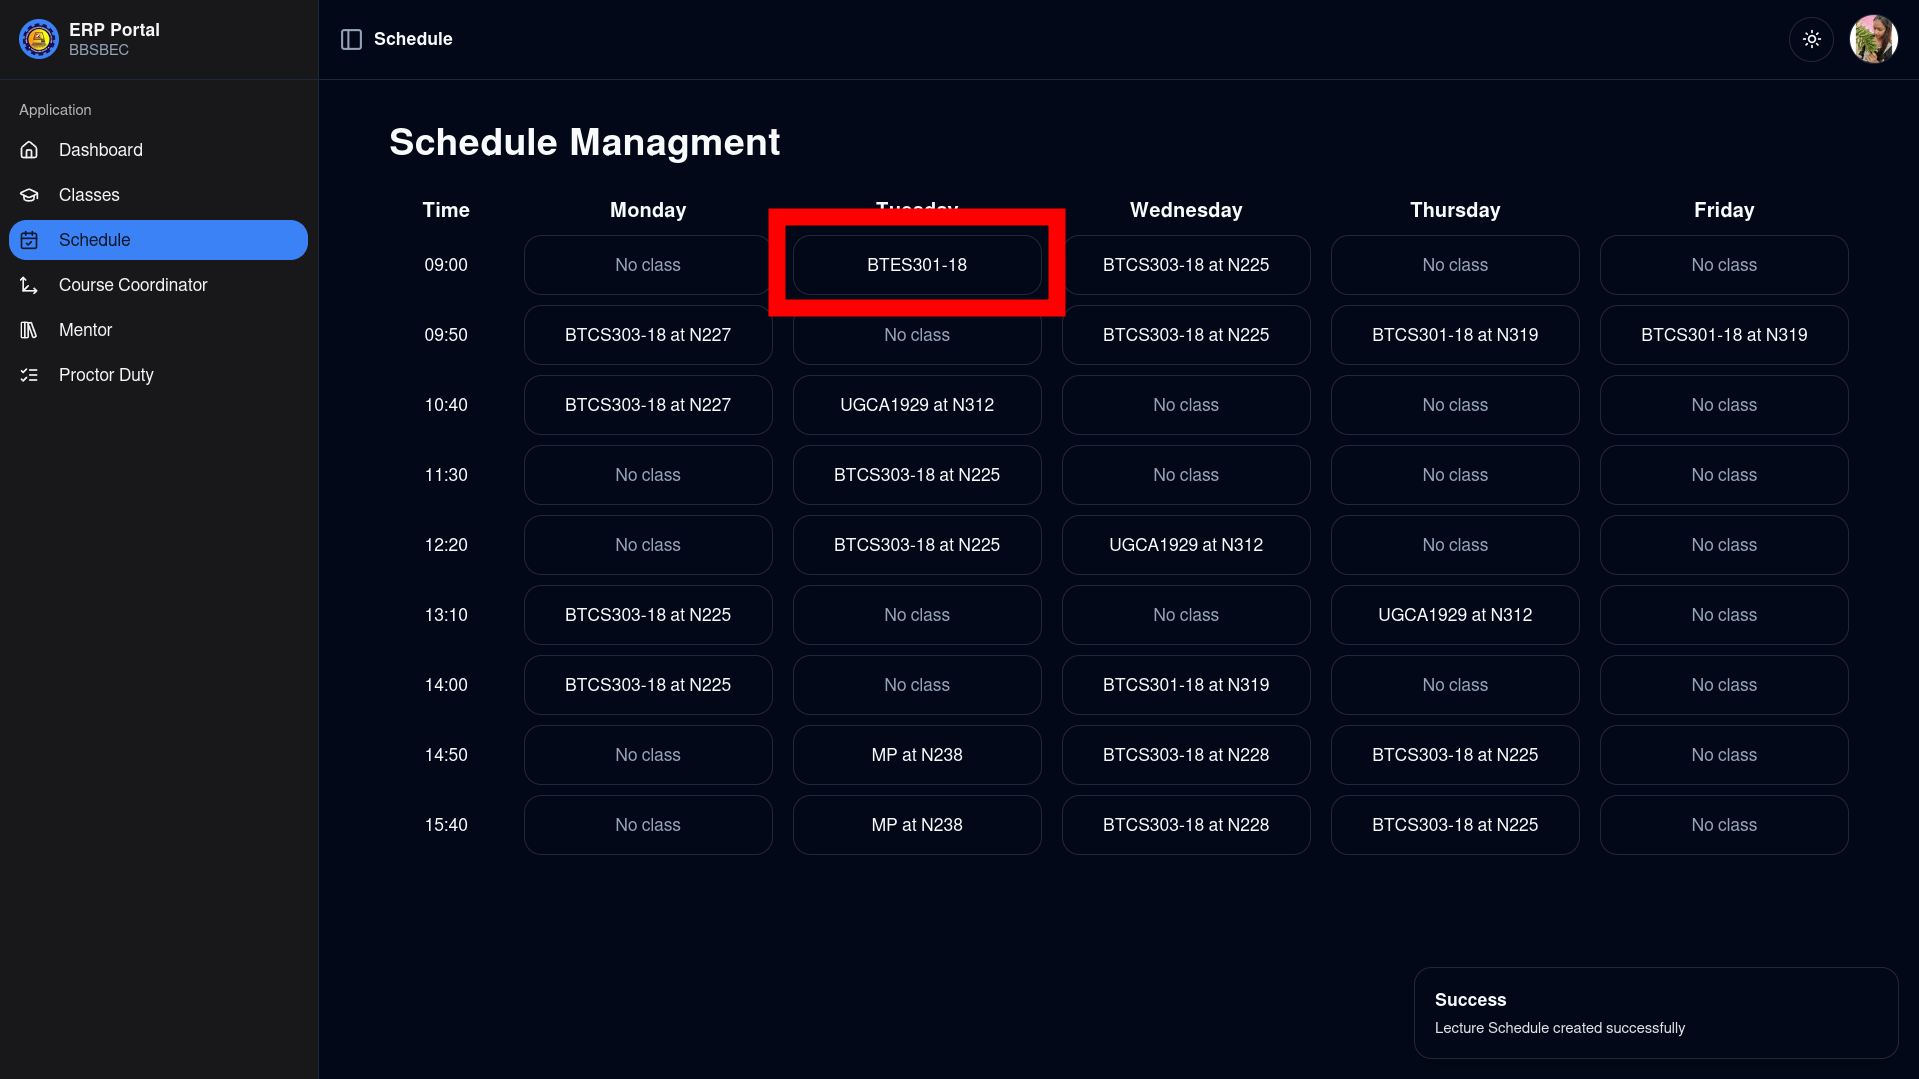 ERP Portal
BBSBEC
Schedule
Application
Dashboard
Classes
Schedule
Course Coordinator
Mentor
Proctor Duty
Schedule Managment
Time Monday Tuesday Wednesday Thursday Friday
09:00 No class BTES301-18 BTCS303-18 at N225 No class No class
09:50 BTCS303-18 at N227 No class BTCS303-18 at N225 BTCS301-18 at N319 BTCS301-18 at N319
10:40 BTCS303-18 at N227 UGCA1929 at N312 No class No class No class
11:30 No class BTCS303-18 at N225 No class No class No class
12:20 No class BTCS303-18 at N225 UGCA1929 at N312 No class No class
13:10 BTCS303-18 at N225 No class No class UGCA1929 at N312 No class
14:00 BTCS303-18 at N225 No class BTCS301-18 at N319 No class No class
14:50 No class MP at N238 BTCS303-18 at N228 BTCS303-18 at N225 No class
15:40 No class MP at N238 BTCS303-18 at N228 BTCS303-18 at N225 No class
Success
Lecture Schedule created successfully